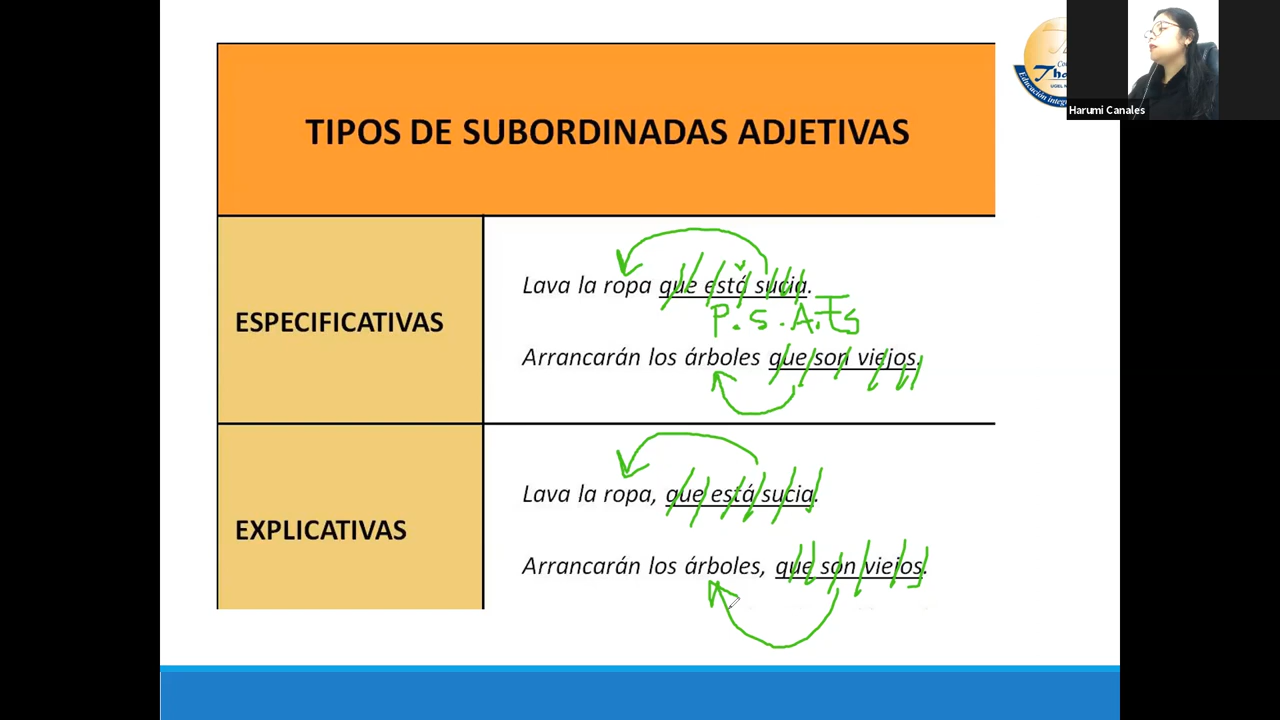 Harumi Canales
TIPOS DE SUBORDINADAS ADJETIVAS
ESPECIFICATIVAS
Lava la ropa que está sucia.
P.S.A.Es
Arrancarán los árboles que son viejos.
EXPLICATIVAS
Lava la ropa, que está sucia.
Arrancarán los árboles, que son viejos.